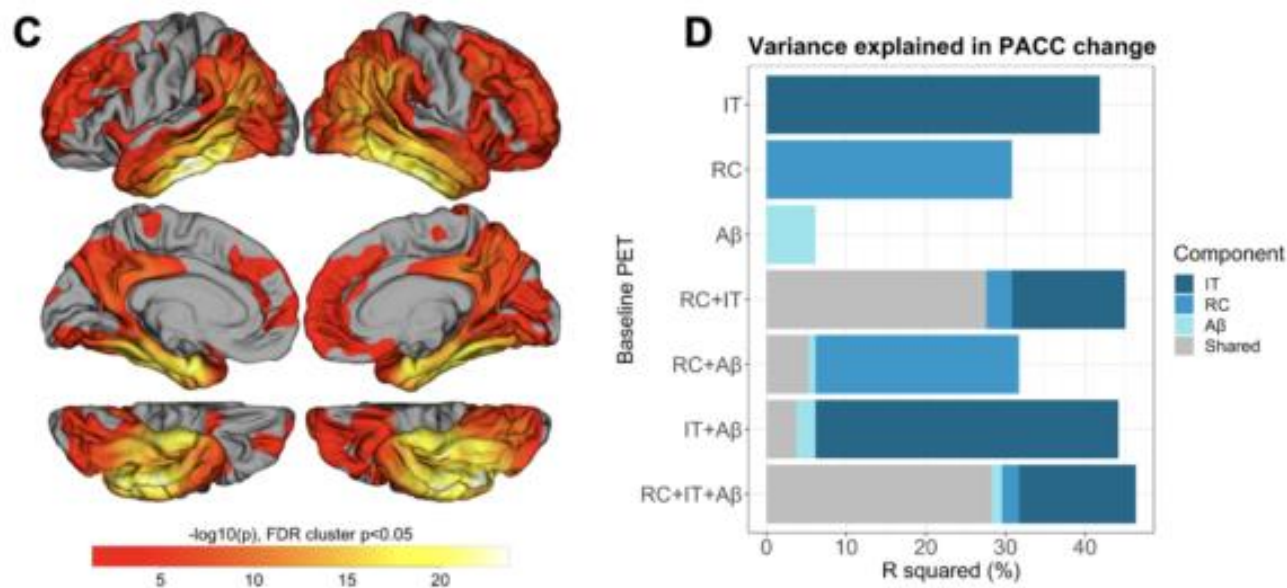 C
-log10(p), FDR cluster p<0.05
5 10 15 20
D
Variance explained in PACC change
Baseline PET
IT
RC
Aβ
RC+IT
RC+Aβ
IT+Aβ
RC+IT+Aβ
0 10 20 30 40
R squared (%)
Component
IT
RC
Aβ
Shared